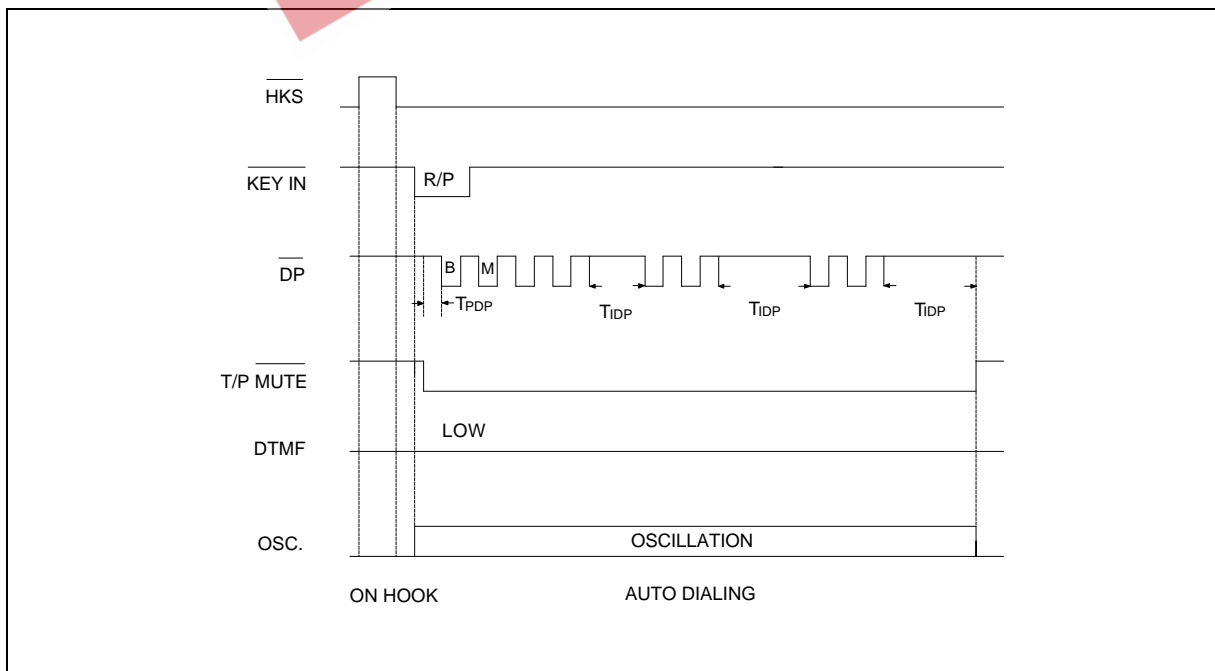 HKS
KEY IN
R/P
DP
B
M
TPDP
TIDP
TIDP
TIDP
T/P MUTE
DTMF
LOW
OSC.
OSCILLATION
ON HOOK
AUTO DIALING